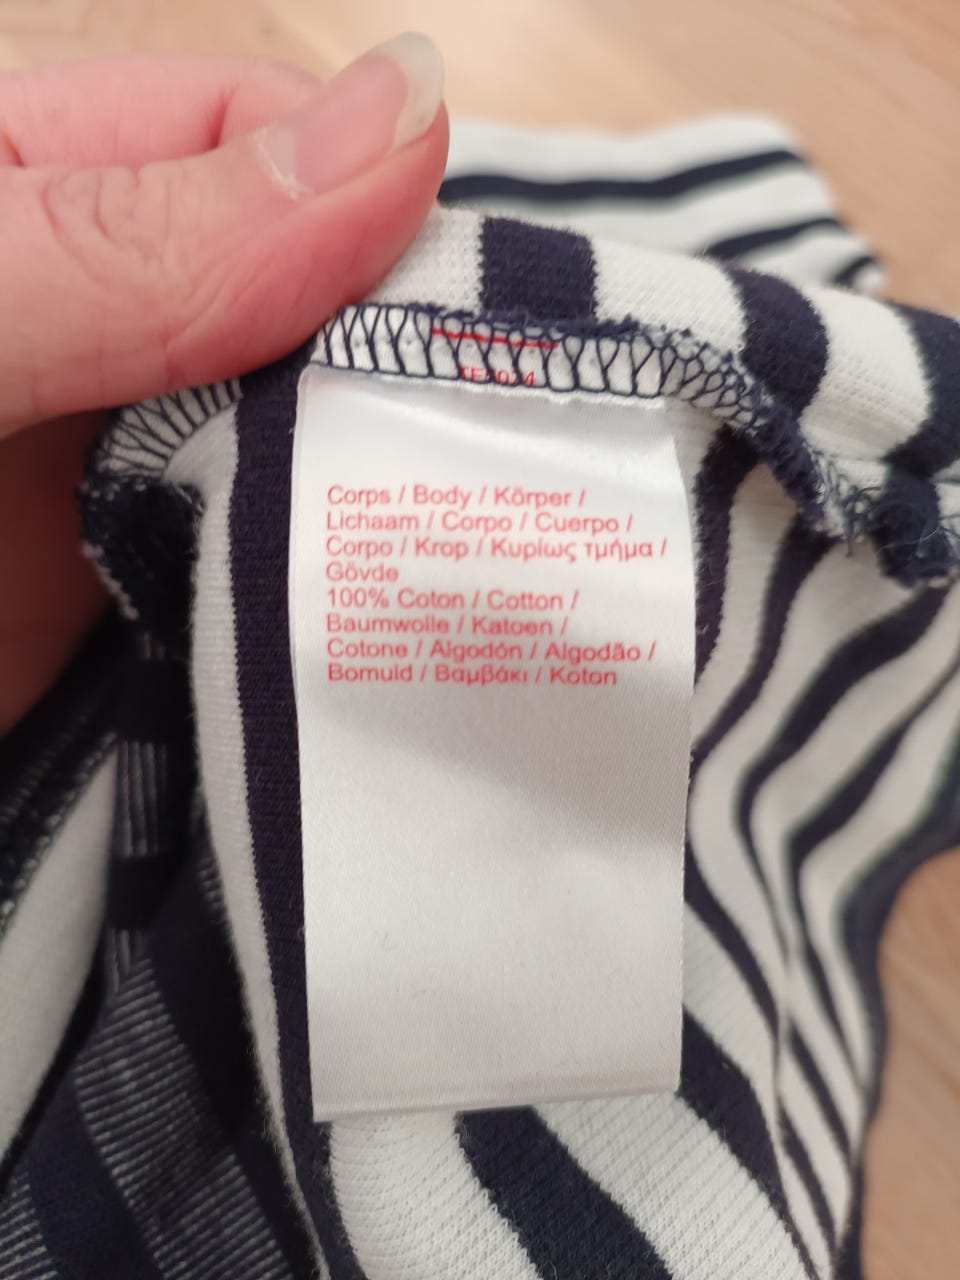 Corps / Body / Körper /
Lichaam / Corpo / Cuerpo /
Corpo / Krop / Κυρίως τμήμα /
Gövde
100% Coton / Cotton /
Baumwolle / Katoen /
Cotone / Algodón / Algodão /
Bomuld / Βαμβάκι / Koton